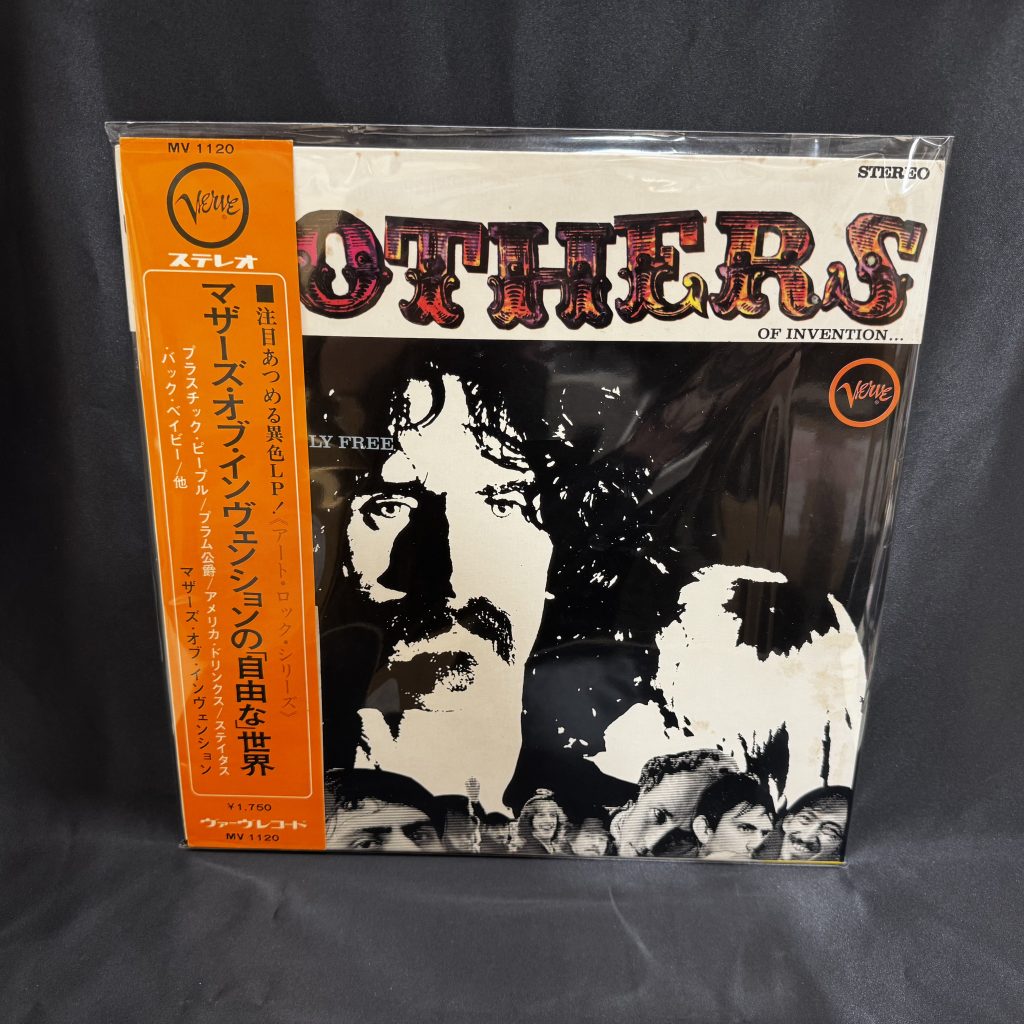 MV 1120
Verve
ステレオ
■注目あつめる異色LP!《アート・ロック・シリーズ》
マザーズ・オブ・インヴェンションの「自由な」世界
プラスチック・ピープル/プラム公爵/アメリカ・ドリンクス/ステイタス
・バック・ベイビー/他
マザーズ・オブ・インヴェンション
¥1,750
ヴァーヴレコード
MV 1120
STEREO
OTHERS
OF INVENTION...
Verve
LY FREE